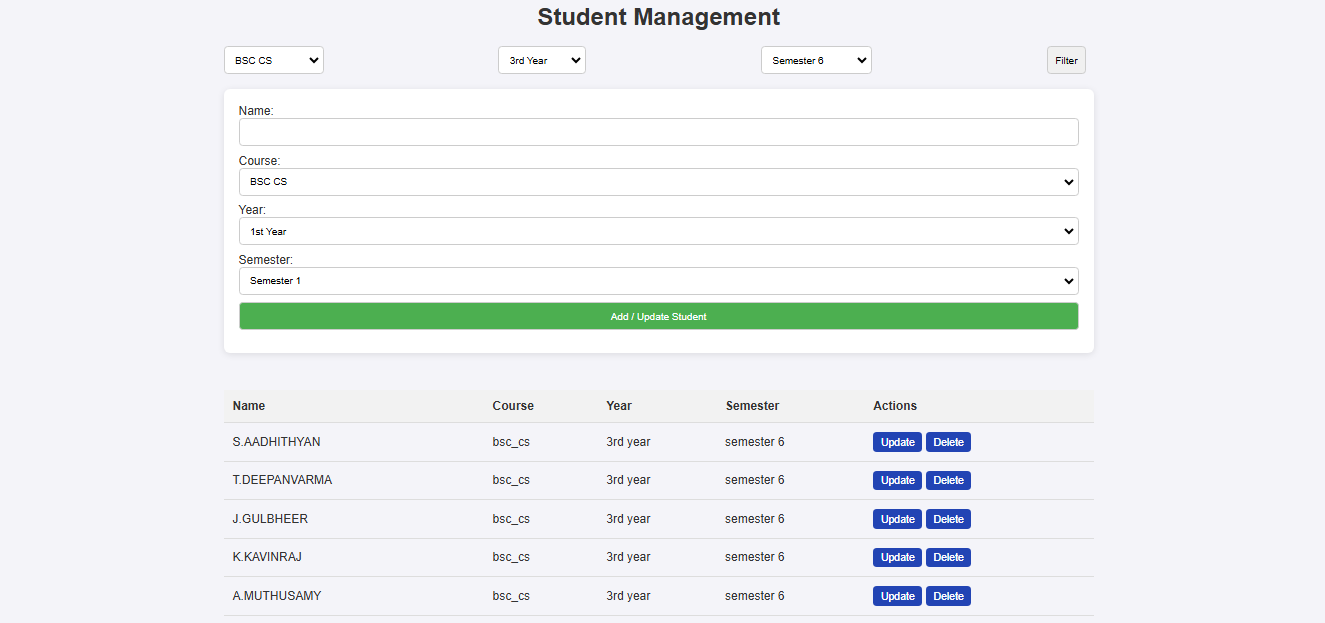 Student Management
BSC CS 3rd Year Semester 6 Filter
Name:
Course:
BSC CS
Year:
1st Year
Semester:
Semester 1
Add / Update Student
Name Course Year Semester Actions
S.AADHITHYAN bsc_cs 3rd year semester 6 Update Delete
T.DEEPANVARMA bsc_cs 3rd year semester 6 Update Delete
J.GULBHEER bsc_cs 3rd year semester 6 Update Delete
K.KAVINRAJ bsc_cs 3rd year semester 6 Update Delete
A.MUTHUSAMY bsc_cs 3rd year semester 6 Update Delete